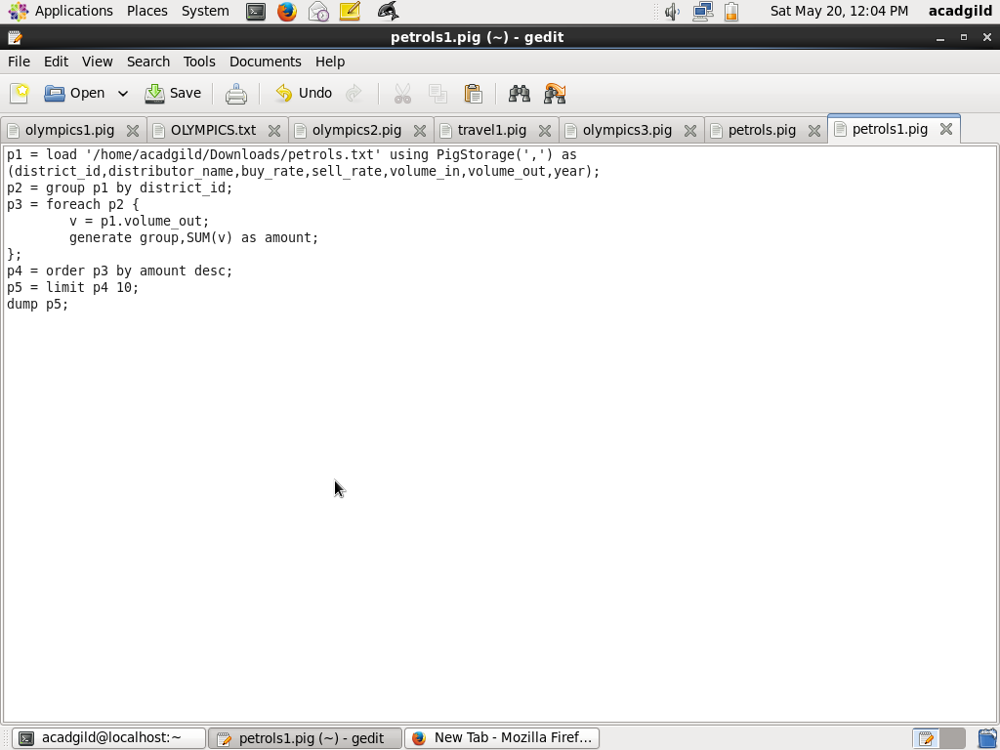 Applications Places System Sat May 20, 12:04 PM acadgild
petrols1.pig (~) - gedit
File Edit View Search Tools Documents Help
Open Save Undo
olympics1.pig OLYMPICS.txt olympics2.pig travel1.pig olympics3.pig petrols.pig petrols1.pig
p1 = load '/home/acadgild/Downloads/petrols.txt' using PigStorage(',') as
(district_id,distributor_name,buy_rate,sell_rate,volume_in,volume_out,year);
p2 = group p1 by district_id;
p3 = foreach p2 {
        v = p1.volume_out;
        generate group,SUM(v) as amount;
};
p4 = order p3 by amount desc;
p5 = limit p4 10;
dump p5;
acadgild@localhost:~ petrols1.pig (~) - gedit New Tab - Mozilla Firef...